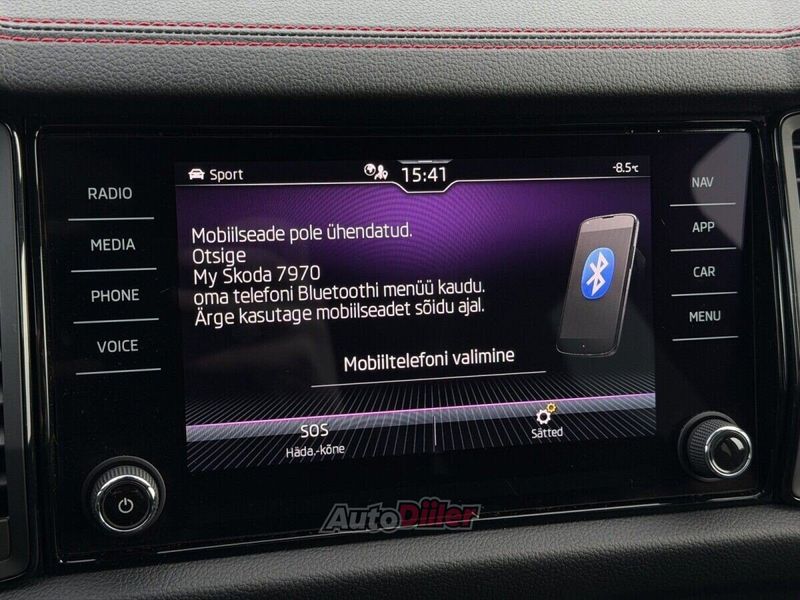 Sport
15:41
-8.5°C
RADIO
MEDIA
PHONE
VOICE
Mobiilseade pole ühendatud.
Otsige
My Skoda 7970
oma telefoni Bluetoothi menüü kaudu.
Ärge kasutage mobiilseadet sõidu ajal.
Mobiiltelefoni valimine
SOS
Häda.-kõne
Sätted
NAV
APP
CAR
MENU
AutoDiiler